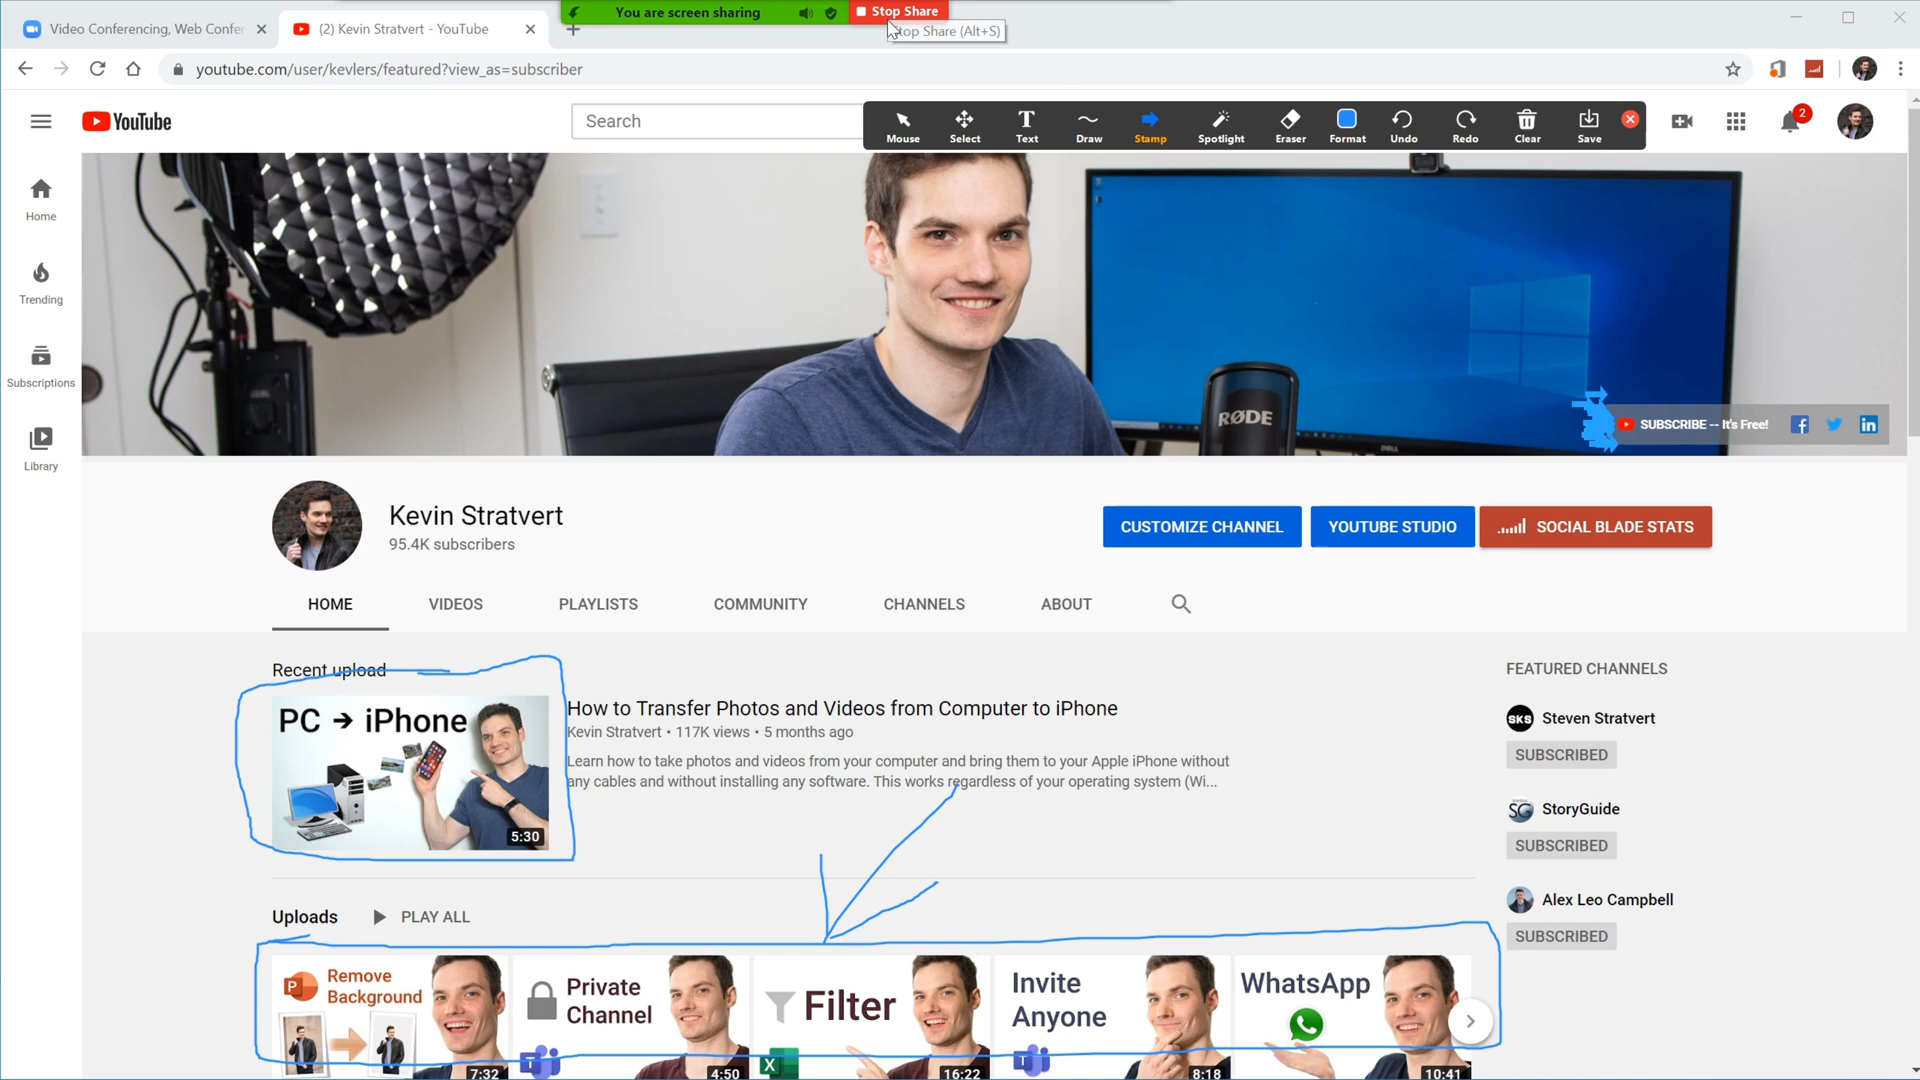 You are screen sharing
Stop Share
Video Conferencing, Web Confer
(2) Kevin Stratvert - YouTube
Stop Share (Alt+S)
youtube.com/user/kevlers/featured?view_as=subscriber
YouTube
Search
Mouse
Select
Text
Draw
Stamp
Spotlight
Eraser
Format
Undo
Redo
Clear
Save
2
Home
Trending
Subscriptions
Library
RØDE
DELL
SUBSCRIBE -- It's Free!
Kevin Stratvert
95.4K subscribers
CUSTOMIZE CHANNEL
YOUTUBE STUDIO
SOCIAL BLADE STATS
HOME
VIDEOS
PLAYLISTS
COMMUNITY
CHANNELS
ABOUT
Recent upload
PC → iPhone
5:30
How to Transfer Photos and Videos from Computer to iPhone
Kevin Stratvert • 117K views • 5 months ago
Learn how to take photos and videos from your computer and bring them to your Apple iPhone without
any cables and without installing any software. This works regardless of your operating system (Wi...
FEATURED CHANNELS
SKS
Steven Stratvert
SUBSCRIBED
SG
StoryGuide
SUBSCRIBED
Alex Leo Campbell
SUBSCRIBED
Uploads
PLAY ALL
Remove
Background
7:32
Private
Channel
4:50
Filter
16:22
Invite
Anyone
8:18
WhatsApp
10:41